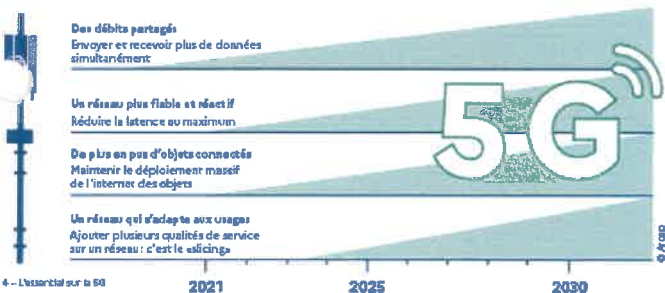 Des débits partagés
Envoyer et recevoir plus de données
simultanément
Un réseau plus fiable et réactif
Réduire la latence au maximum
De plus en plus d'objets connectés
Maintenir le déploiement massif
de l'internet des objets
Un réseau qui s'adapte aux usages
Ajouter plusieurs qualités de service
sur un réseau : c'est le «slicing»
5G
2021 2025 2030
4 – L'essentiel sur la 5G
© Arcep